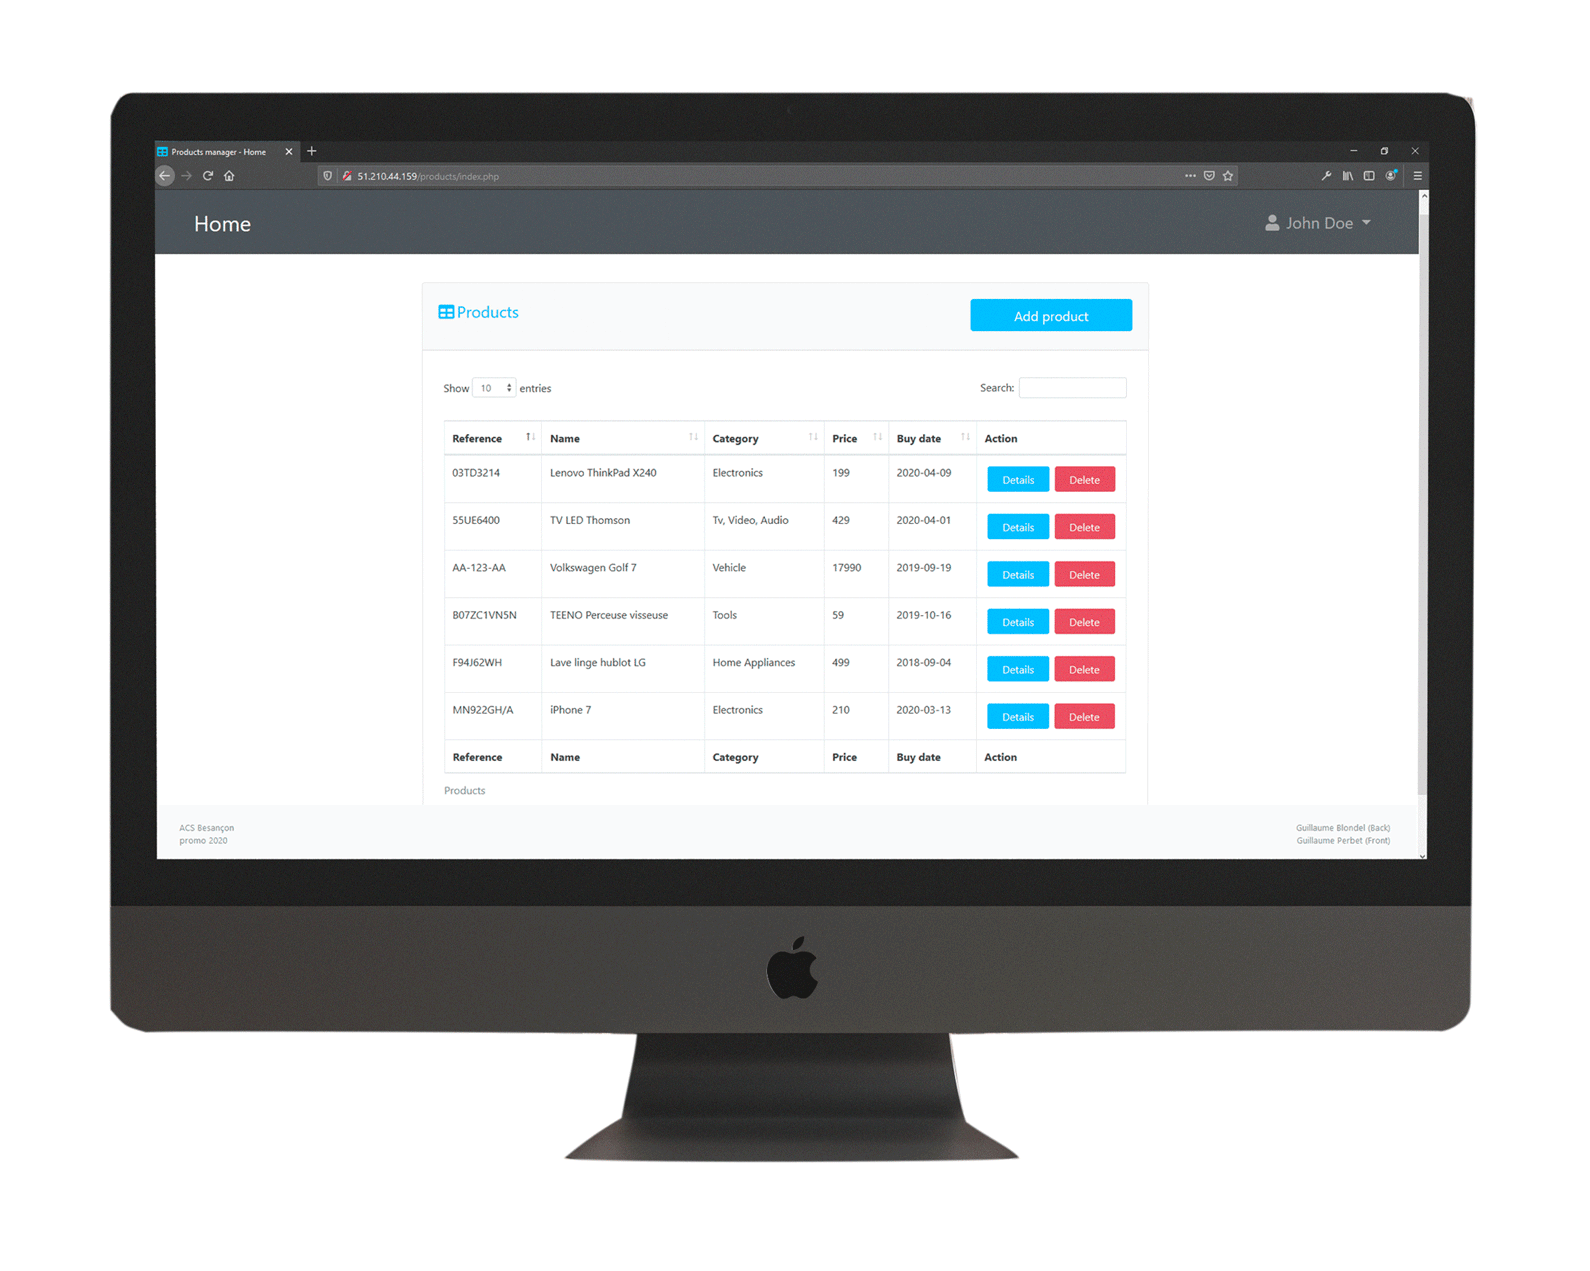 Products manager - Home
51.210.44.159/products/index.php
Home
John Doe
Products
Add product
Show 10 entries
Search:
Reference Name Category Price Buy date Action
03TD3214 Lenovo ThinkPad X240 Electronics 199 2020-04-09 Details Delete
55UE6400 TV LED Thomson Tv, Video, Audio 429 2020-04-01 Details Delete
AA-123-AA Volkswagen Golf 7 Vehicle 17990 2019-09-19 Details Delete
B07ZC1VN5N TEENO Perceuse visseuse Tools 59 2019-10-16 Details Delete
F94J62WH Lave linge hublot LG Home Appliances 499 2018-09-04 Details Delete
MN922GH/A iPhone 7 Electronics 210 2020-03-13 Details Delete
Reference Name Category Price Buy date Action
Products
ACS Besançon
promo 2020
Guillaume Blondel (Back)
Guillaume Perbet (Front)